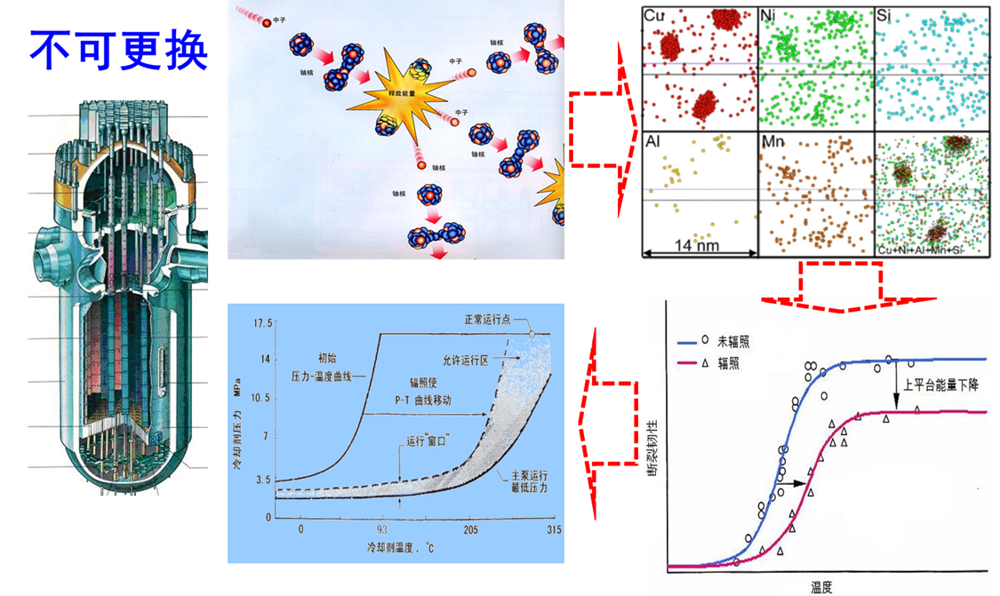 不可更换
中子
铀核
铀核
释放能量
中子
铀核
中子
铀核
铀核
铀核
Cu
Ni
Si
Al
Mn
14 nm
Cu+Ni+Al+Mn+Si
17.5
14
10.5
7
3.5
0
冷却剂压力 MPa
正常运行点
初始
压力-温度曲线
允许运行区
辐照使
P-T 曲线移动
运行"窗口"
主泵运行
最低压力
0
93
205
315
冷却剂温度, °C
未辐照
辐照
上平台能量下降
断裂韧性
温度